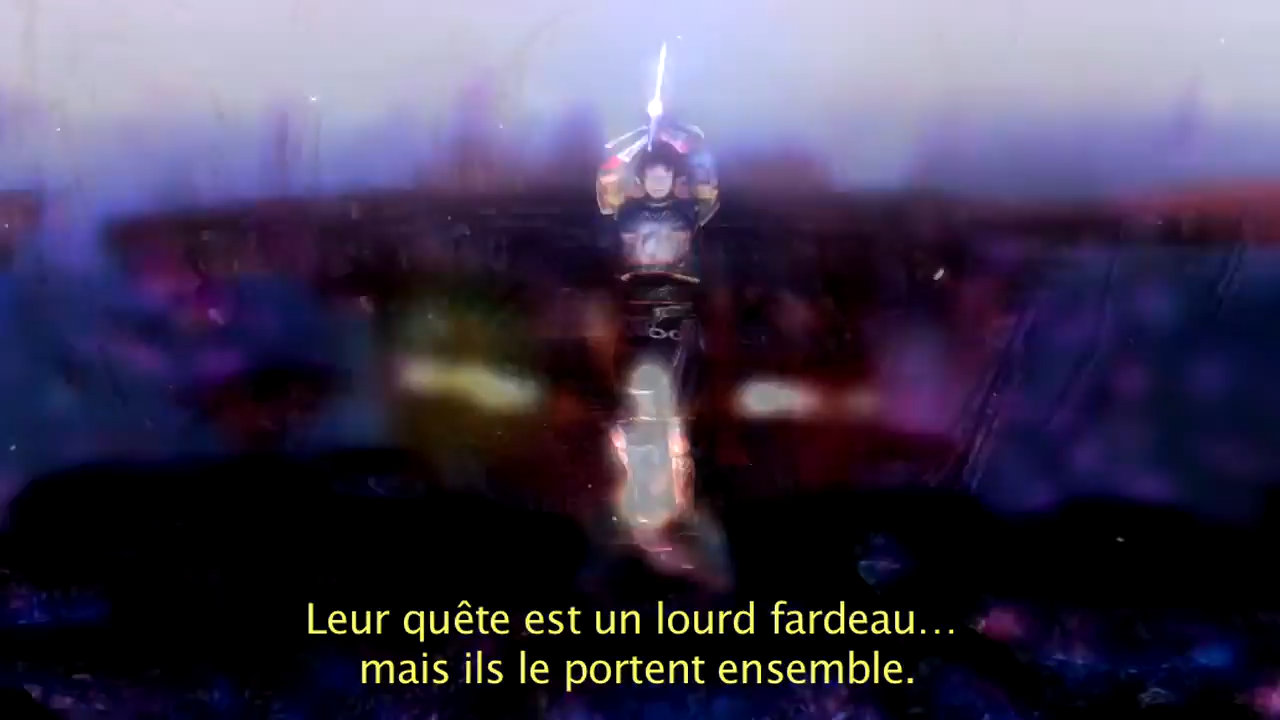 Leur quête est un lourd fardeau…
mais ils le portent ensemble.